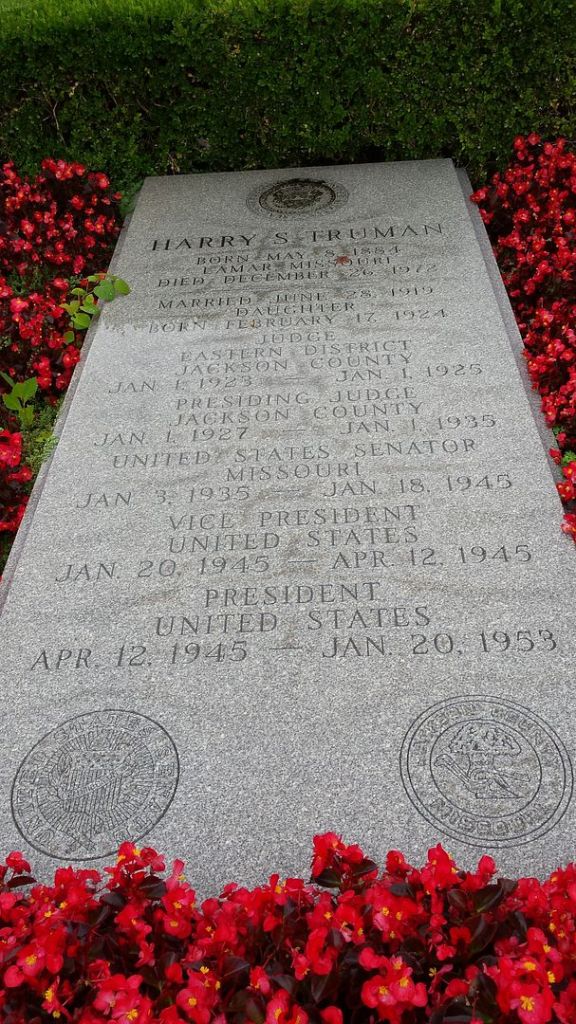 HARRY S. TRUMAN
BORN MAY 8, 1884
LAMAR, MISSOURI
DIED DECEMBER 26, 1972
MARRIED JUNE 28, 1919
DAUGHTER
BORN FEBRUARY 17, 1924
JUDGE
EASTERN DISTRICT
JACKSON COUNTY
JAN. 1, 1923 — JAN. 1, 1925
PRESIDING JUDGE
JACKSON COUNTY
JAN. 1, 1927 — JAN. 1, 1935
UNITED STATES SENATOR
MISSOURI
JAN. 3, 1935 — JAN. 18, 1945
VICE PRESIDENT
UNITED STATES
JAN. 20, 1945 — APR. 12, 1945
PRESIDENT
UNITED STATES
APR. 12, 1945 — JAN. 20, 1953
MISSOURI